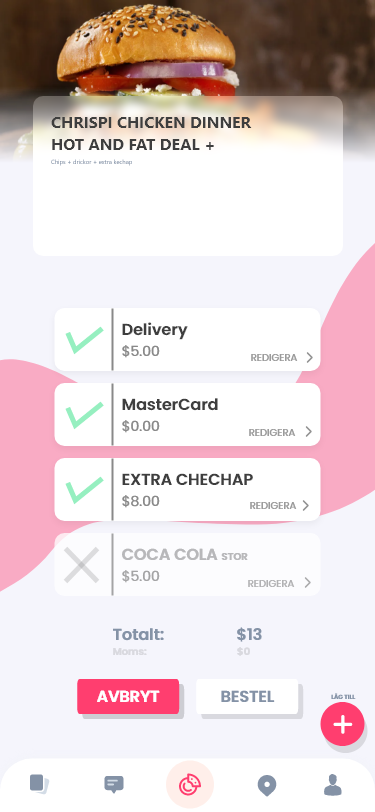 CHRISPI CHICKEN DINNER
HOT AND FAT DEAL +
Chips + drickor + extra kechap
Delivery
$5.00
REDIGERA
MasterCard
$0.00
REDIGERA
EXTRA CHECHAP
$8.00
REDIGERA
COCA COLA STOR
$5.00
REDIGERA
Totalt: $13
Moms: $0
AVBRYT
BESTEL
LÄG TILL